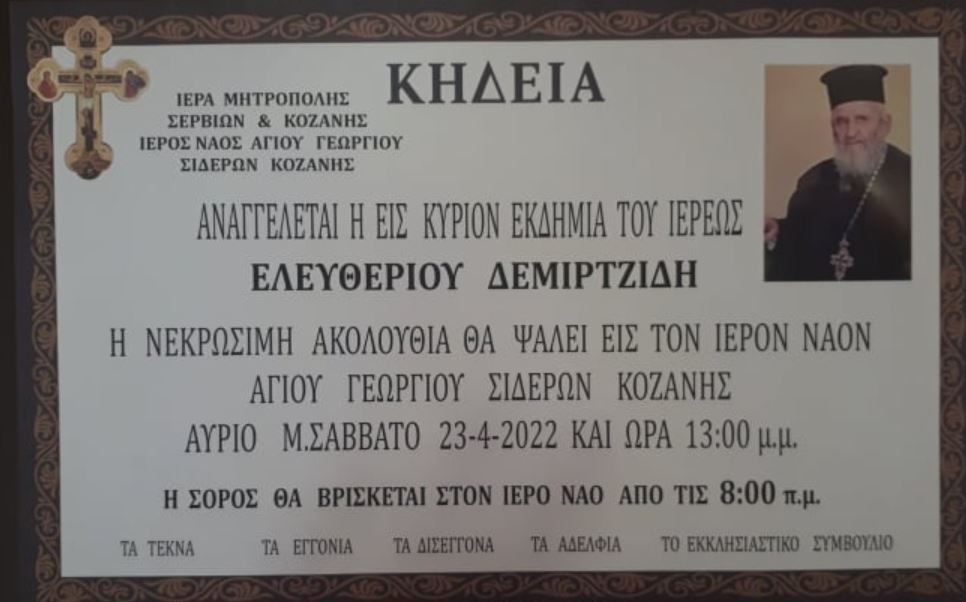 ΚΗΔΕΙΑ
ΙΕΡΑ ΜΗΤΡΟΠΟΛΗΣ
ΣΕΡΒΙΩΝ & ΚΟΖΑΝΗΣ
ΙΕΡΟΣ ΝΑΟΣ ΑΓΙΟΥ ΓΕΩΡΓΙΟΥ
ΣΙΔΕΡΩΝ ΚΟΖΑΝΗΣ
ΑΝΑΓΓΕΛΕΤΑΙ Η ΕΙΣ ΚΥΡΙΟΝ ΕΚΔΗΜΙΑ ΤΟΥ ΙΕΡΕΩΣ
ΕΛΕΥΘΕΡΙΟΥ ΔΕΜΙΡΤΖΙΔΗ
Η ΝΕΚΡΩΣΙΜΗ ΑΚΟΛΟΥΘΙΑ ΘΑ ΨΑΛΕΙ ΕΙΣ ΤΟΝ ΙΕΡΟΝ ΝΑΟΝ
ΑΓΙΟΥ ΓΕΩΡΓΙΟΥ ΣΙΔΕΡΩΝ ΚΟΖΑΝΗΣ
ΑΥΡΙΟ Μ.ΣΑΒΒΑΤΟ 23-4-2022 ΚΑΙ ΩΡΑ 13:00 μ.μ.
Η ΣΟΡΟΣ ΘΑ ΒΡΙΣΚΕΤΑΙ ΣΤΟΝ ΙΕΡΟ ΝΑΟ ΑΠΟ ΤΙΣ 8:00 π.μ.
ΤΑ ΤΕΚΝΑ ΤΑ ΕΓΓΟΝΙΑ ΤΑ ΔΙΣΕΓΓΟΝΑ ΤΑ ΑΔΕΛΦΙΑ ΤΟ ΕΚΚΛΗΣΙΑΣΤΙΚΟ ΣΥΜΒΟΥΛΙΟ